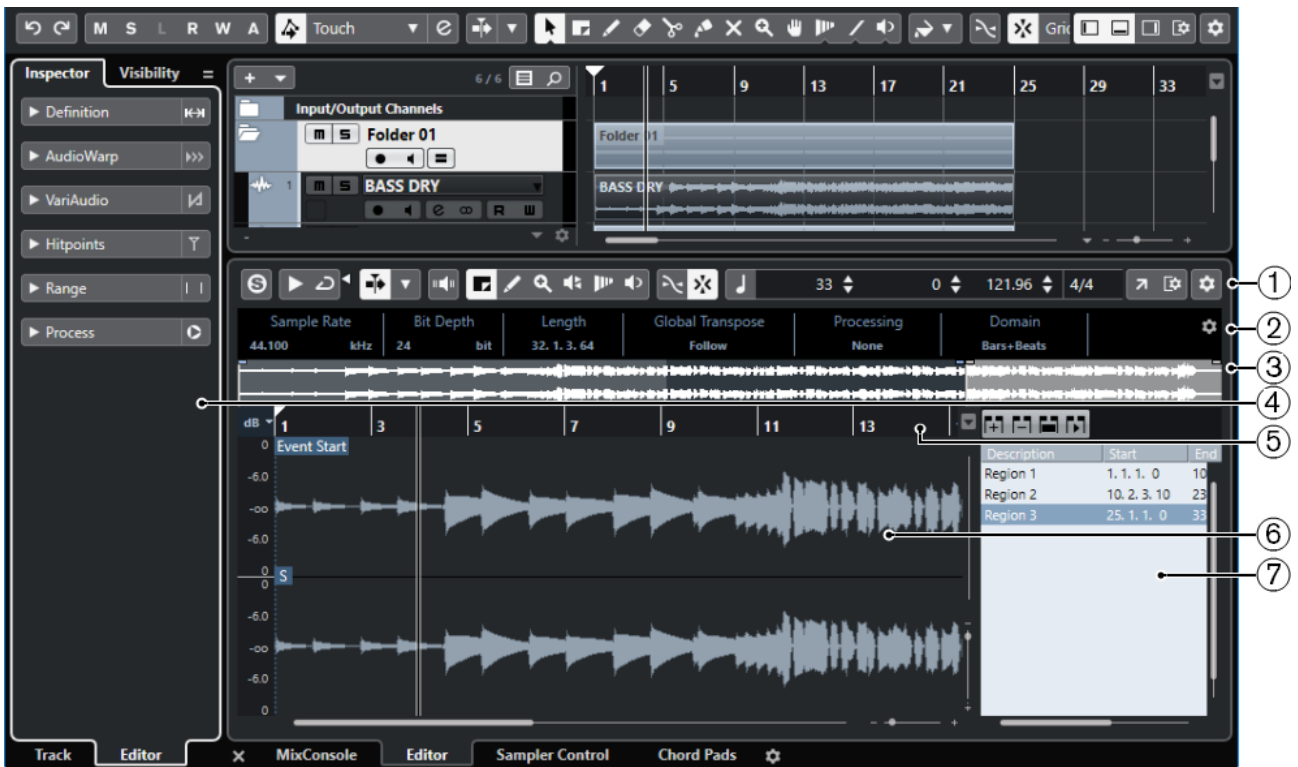 M S L R W A Touch Grid
Inspector Visibility
6 / 6
1 5 9 13 17 21 25 29 33
Input/Output Channels
Definition
m S Folder 01
Folder 01
AudioWarp
1 m S BASS DRY
BASS DRY
R
VariAudio
Hitpoints
Range
33 0 121.96 4/4
①
Process
Sample Rate Bit Depth Length Global Transpose Processing Domain
②
44.100 kHz 24 bit 32. 1. 3. 64 Follow None Bars+Beats
③
④
dB 1 3 5 7 9 11 13
⑤
0 Event Start
Description Start End
-6.0
Region 1 1. 1. 1. 0 10
Region 2 10. 2. 3. 10 23
-oo
Region 3 25. 1. 1. 0 33
-6.0
⑥
0
S
⑦
0
-6.0
-oo
-6.0
0
Track Editor MixConsole Editor Sampler Control Chord Pads